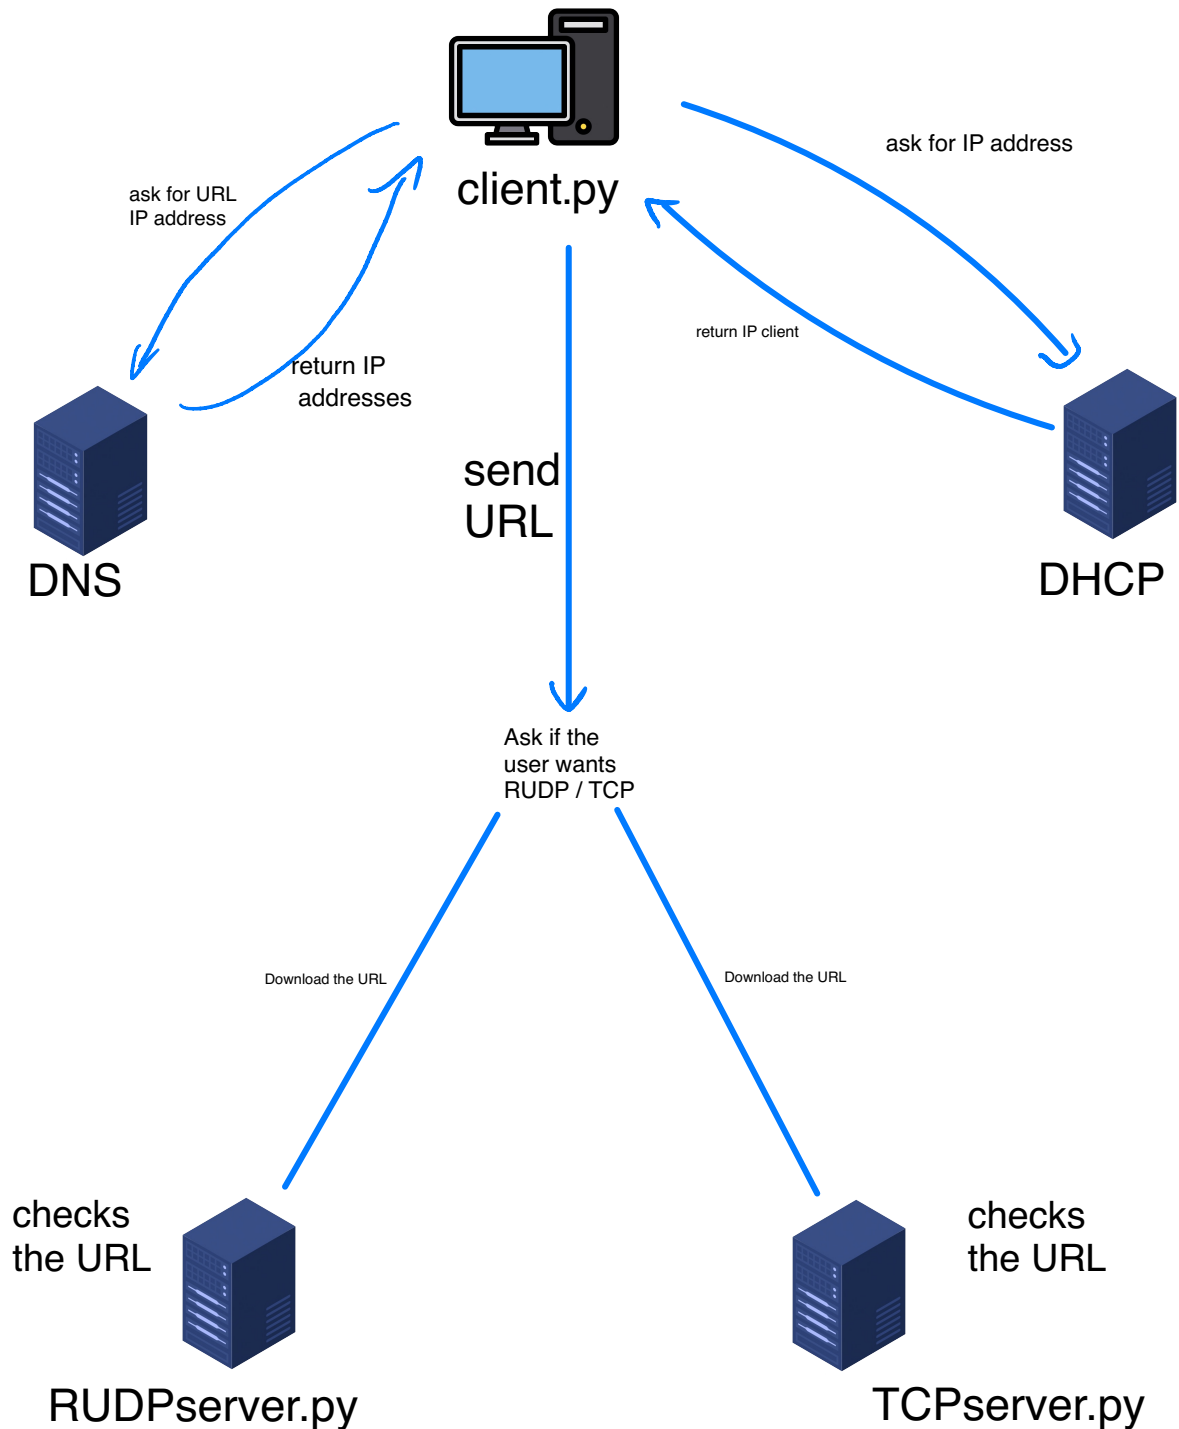 client.py
ask for IP address
ask for URL
IP address
return IP client
return IP
addresses
send
URL
DNS
DHCP
Ask if the
user wants
RUDP / TCP
Download the URL
Download the URL
checks
the URL
checks
the URL
RUDPserver.py
TCPserver.py